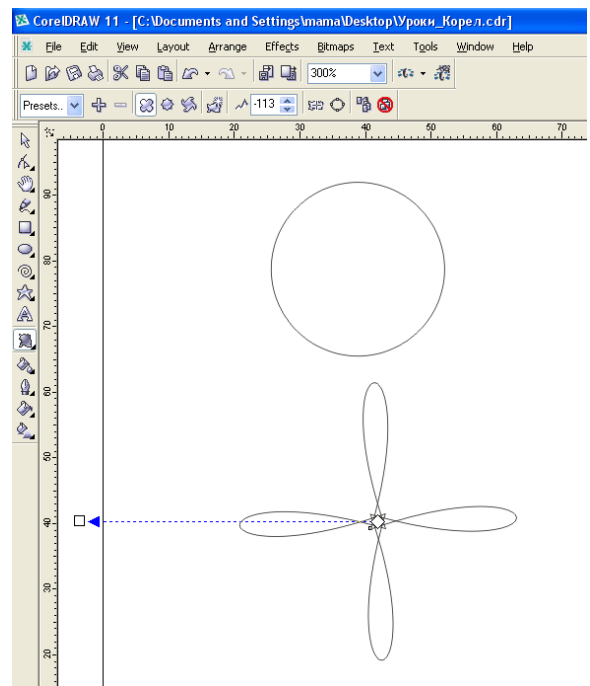 CorelDRAW 11 - [C:\Documents and Settings\mama\Desktop\Уроки_Корел.cdr]
File Edit View Layout Arrange Effects Bitmaps Text Tools Window Help
300%
Presets.. -113
0 10 20 30 40 50 60 70
90
80
70
60
50
40
30
20